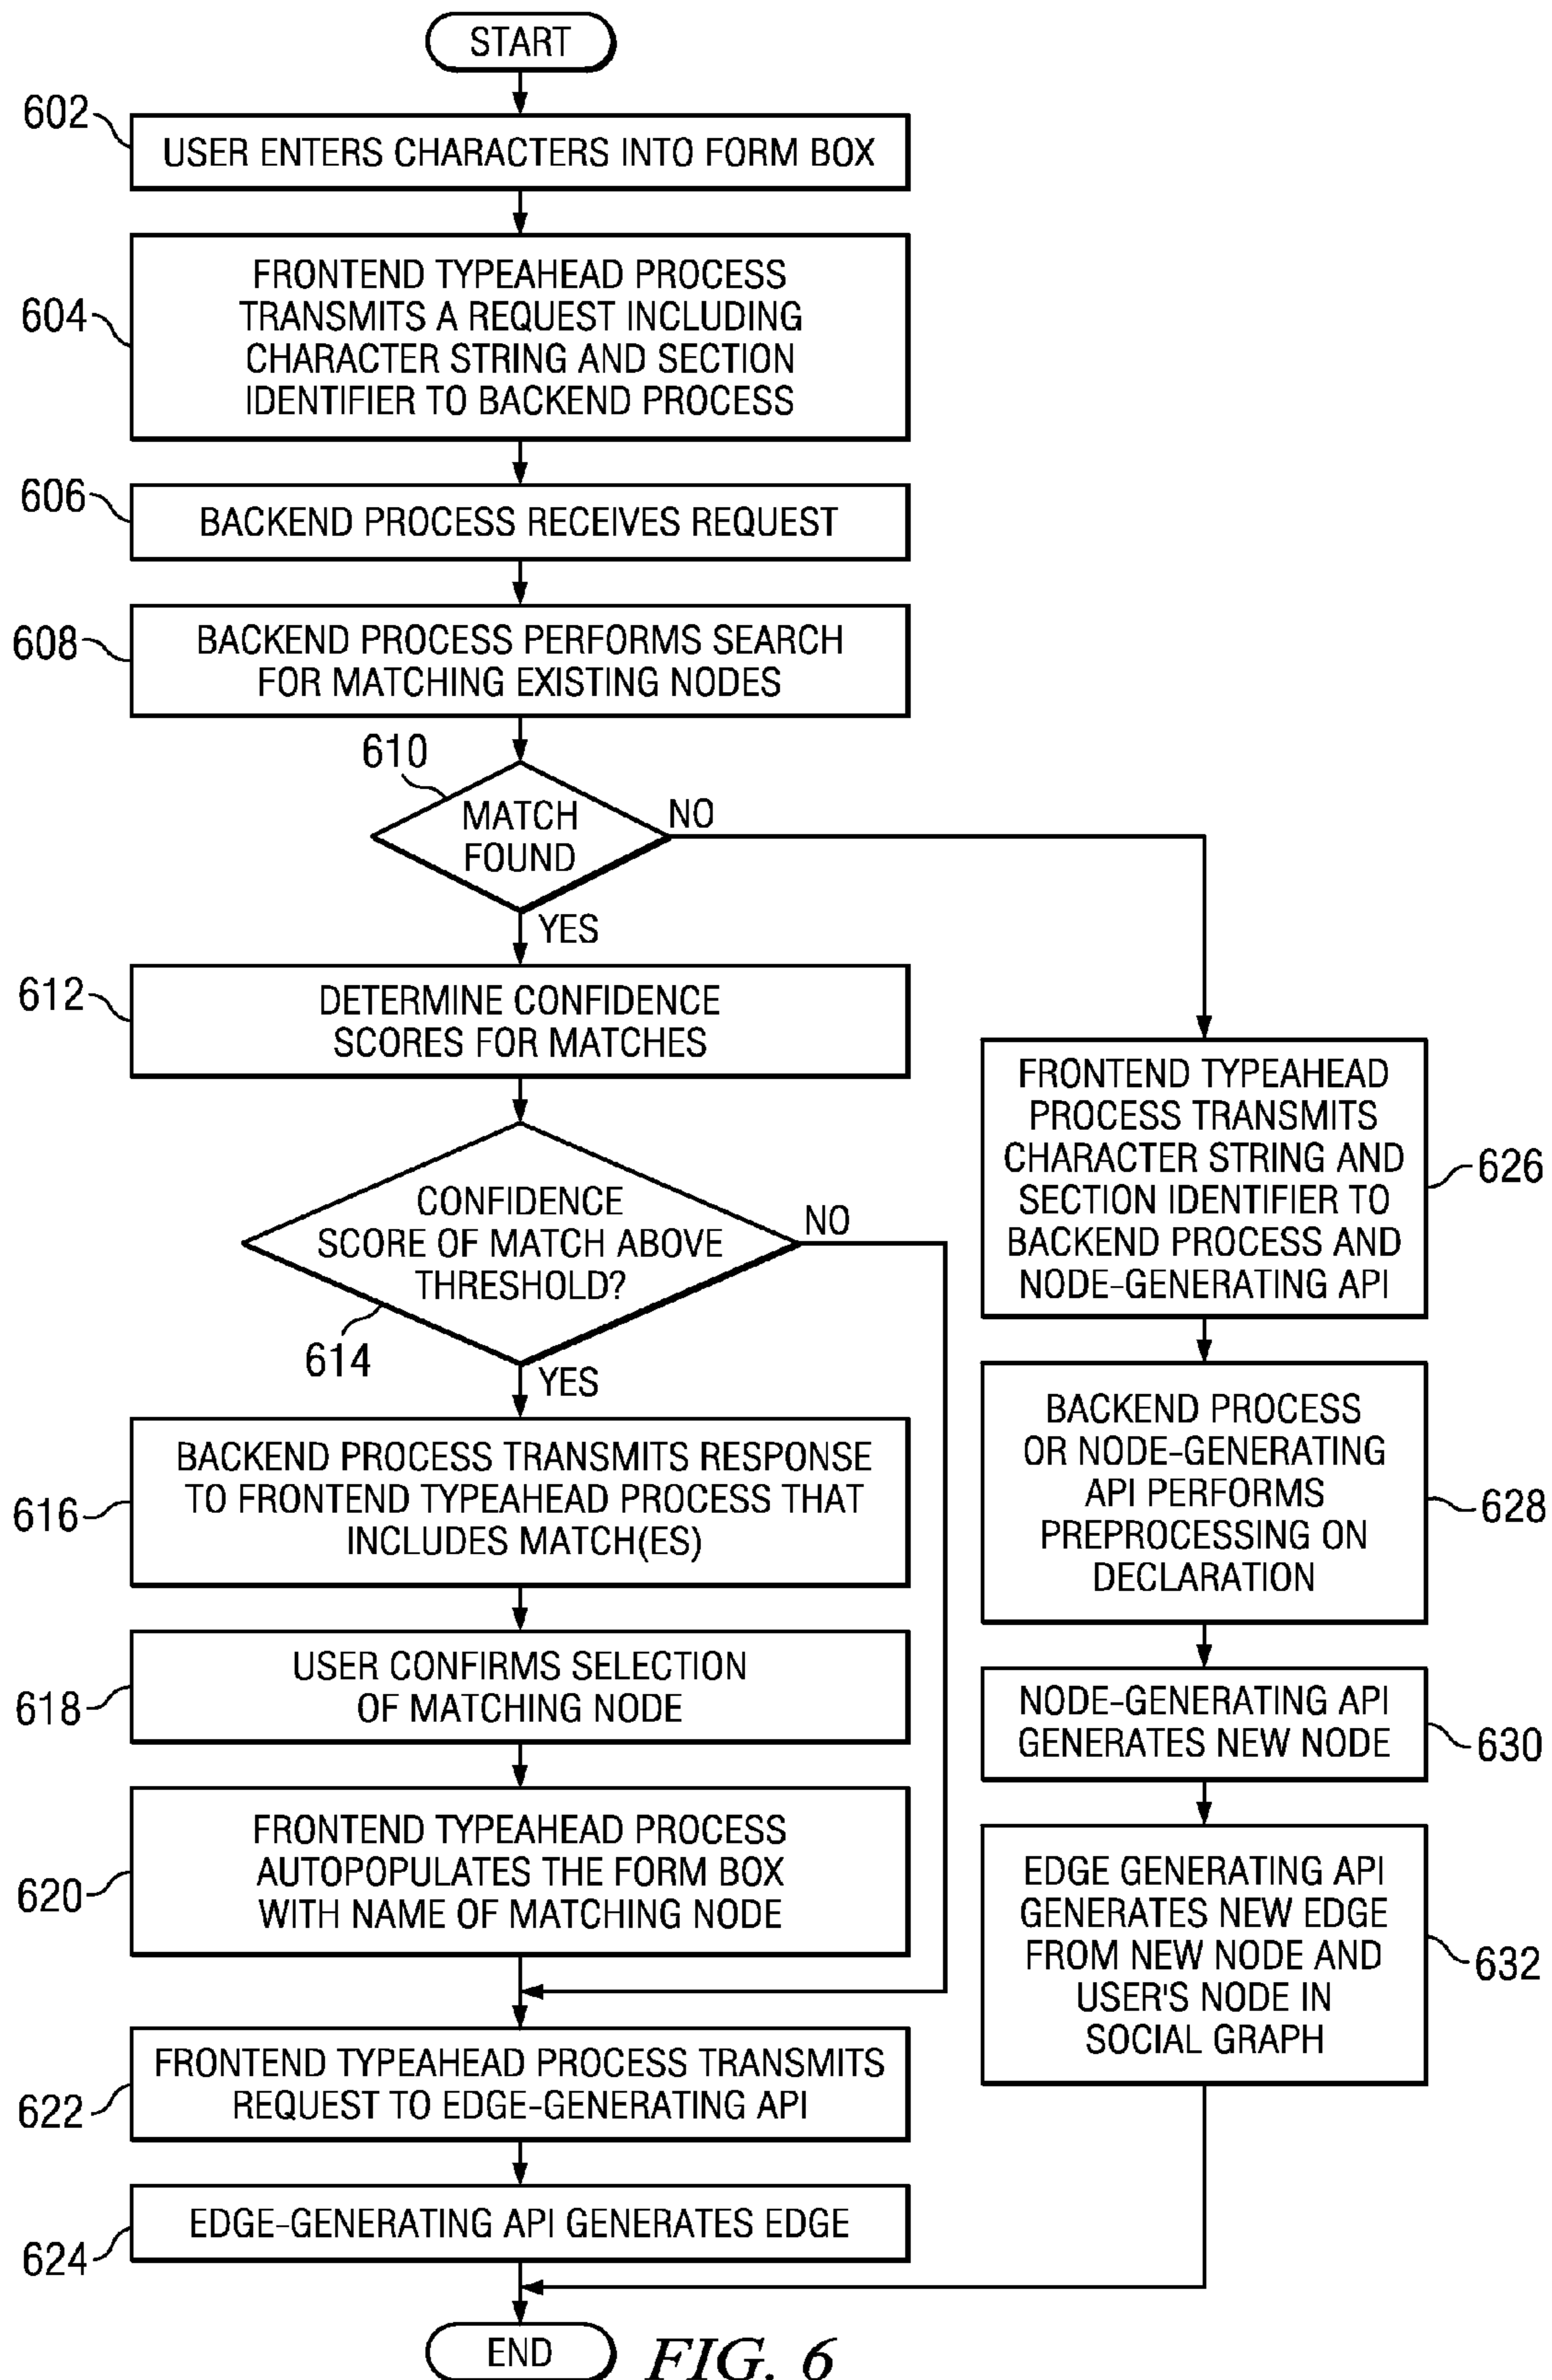 START
602
USER ENTERS CHARACTERS INTO FORM BOX
604
FRONTEND TYPEAHEAD PROCESS
TRANSMITS A REQUEST INCLUDING
CHARACTER STRING AND SECTION
IDENTIFIER TO BACKEND PROCESS
606
BACKEND PROCESS RECEIVES REQUEST
608
BACKEND PROCESS PERFORMS SEARCH
FOR MATCHING EXISTING NODES
610
MATCH
FOUND
NO
YES
612
DETERMINE CONFIDENCE
SCORES FOR MATCHES
CONFIDENCE
SCORE OF MATCH ABOVE
THRESHOLD?
NO
614
YES
616
BACKEND PROCESS TRANSMITS RESPONSE
TO FRONTEND TYPEAHEAD PROCESS THAT
INCLUDES MATCH(ES)
618
USER CONFIRMS SELECTION
OF MATCHING NODE
620
FRONTEND TYPEAHEAD PROCESS
AUTOPOPULATES THE FORM BOX
WITH NAME OF MATCHING NODE
622
FRONTEND TYPEAHEAD PROCESS TRANSMITS
REQUEST TO EDGE-GENERATING API
624
EDGE-GENERATING API GENERATES EDGE
FRONTEND TYPEAHEAD
PROCESS TRANSMITS
CHARACTER STRING AND
SECTION IDENTIFIER TO
BACKEND PROCESS AND
NODE-GENERATING API
626
BACKEND PROCESS
OR NODE-GENERATING
API PERFORMS
PREPROCESSING ON
DECLARATION
628
NODE-GENERATING API
GENERATES NEW NODE
630
EDGE GENERATING API
GENERATES NEW EDGE
FROM NEW NODE AND
USER'S NODE IN
SOCIAL GRAPH
632
END
FIG. 6